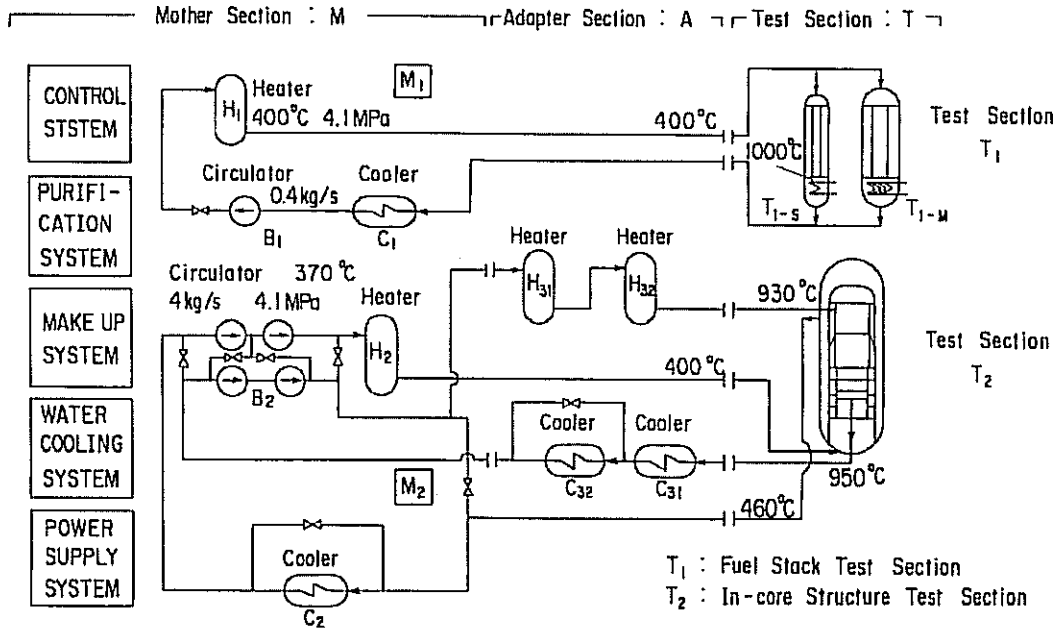 Mother Section : M
Adapter Section : A
Test Section : T
CONTROL
STSTEM
PURIFI-
CATION
SYSTEM
MAKE UP
SYSTEM
WATER
COOLING
SYSTEM
POWER
SUPPLY
SYSTEM
M1
Heater
H1
400°C 4.1MPa
400°C
1000°C
T1-S
T1-M
Test Section
T1
Circulator
0.4kg/s
Cooler
B1
C1
Heater
H31
Heater
H32
930°C
Circulator 370°C
4kg/s 4.1MPa
Heater
H2
B2
400°C
Test Section
T2
Cooler
C32
Cooler
C31
950°C
M2
460°C
Cooler
C2
T1 : Fuel Stack Test Section
T2 : In-core Structure Test Section